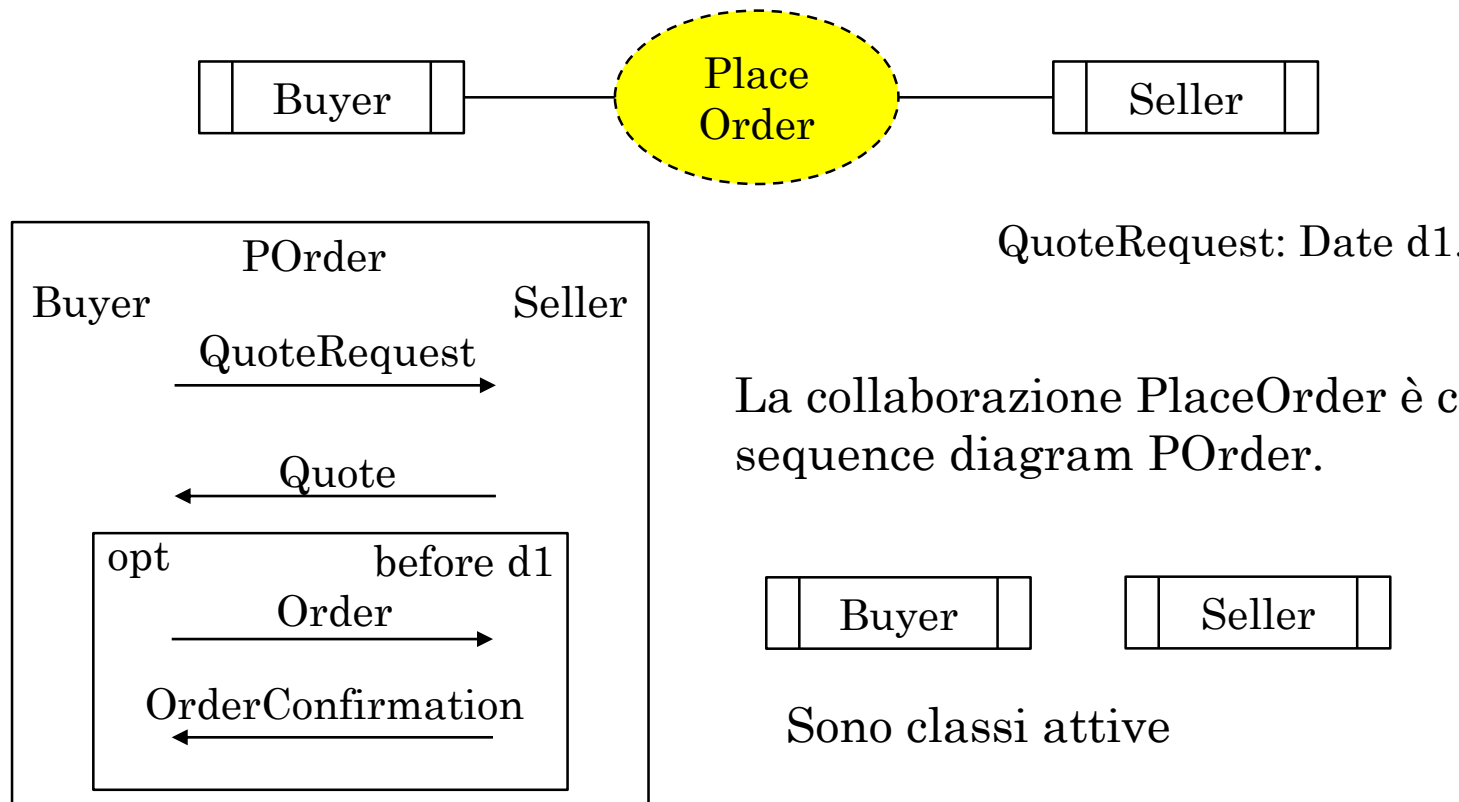 Buyer
Place
Order
Seller
QuoteRequest: Date d1.
POrder
Buyer
Seller
QuoteRequest
Quote
opt
before d1
Order
OrderConfirmation
La collaborazione PlaceOrder è
sequence diagram POrder.
Buyer
Seller
Sono classi attive